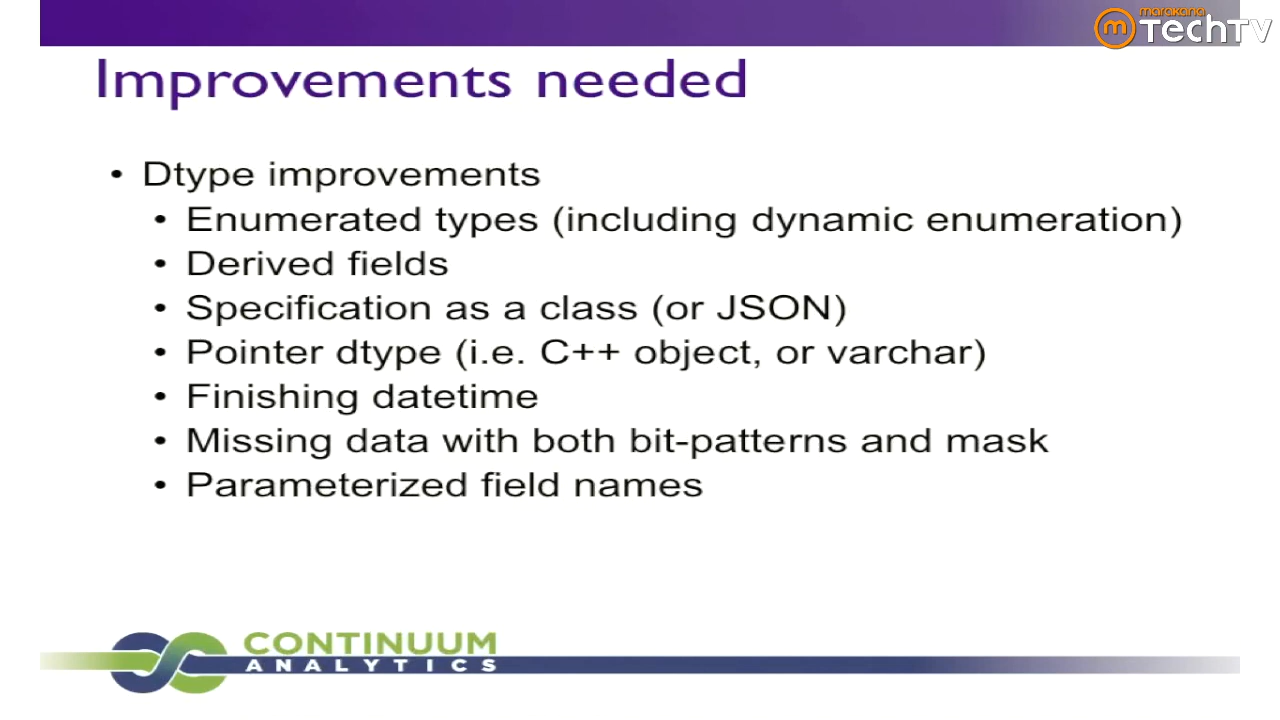 marakana
m TechTV
Improvements needed
• Dtype improvements
• Enumerated types (including dynamic enumeration)
• Derived fields
• Specification as a class (or JSON)
• Pointer dtype (i.e. C++ object, or varchar)
• Finishing datetime
• Missing data with both bit-patterns and mask
• Parameterized field names
CONTINUUM
ANALYTICS